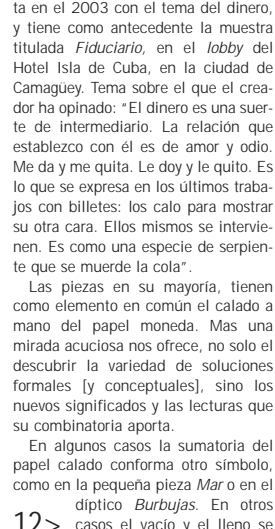 ta en el 2003 con el tema del dinero,
y tiene como antecedente la muestra
titulada Fiduciario, en el lobby del
Hotel Isla de Cuba, en la ciudad de
Camagüey. Tema sobre el que el crea-
dor ha opinado: "El dinero es una suer-
te de intermediario. La relación que
establezco con él es de amor y odio.
Me da y me quita. Le doy y le quito. Es
lo que se expresa en los últimos traba-
jos con billetes: los calo para mostrar
su otra cara. Ellos mismos se intervie-
nen. Es como una especie de serpien-
te que se muerde la cola".
Las piezas en su mayoría, tienen
como elemento en común el calado a
mano del papel moneda. Mas una
mirada acuciosa nos ofrece, no solo el
descubrir la variedad de soluciones
formales [y conceptuales], sino los
nuevos significados y las lecturas que
su combinatoria aporta.
En algunos casos la sumatoria del
papel calado conforma otro símbolo,
como en la pequeña pieza Mar o en el
díptico Burbujas. En otros
12> casos el vacío y el lleno se